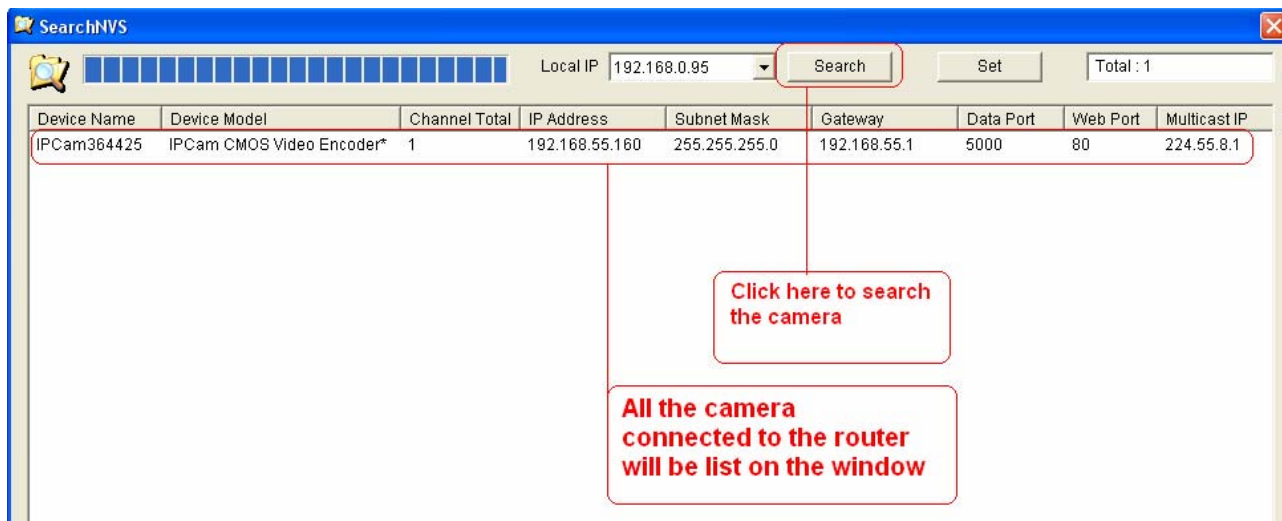 SearchNVS
Local IP 192.168.0.95 Search Set Total : 1
Device Name Device Model Channel Total IP Address Subnet Mask Gateway Data Port Web Port Multicast IP
IPCam364425 IPCam CMOS Video Encoder* 1 192.168.55.160 255.255.255.0 192.168.55.1 5000 80 224.55.8.1
Click here to search
the camera
All the camera
connected to the router
will be list on the window